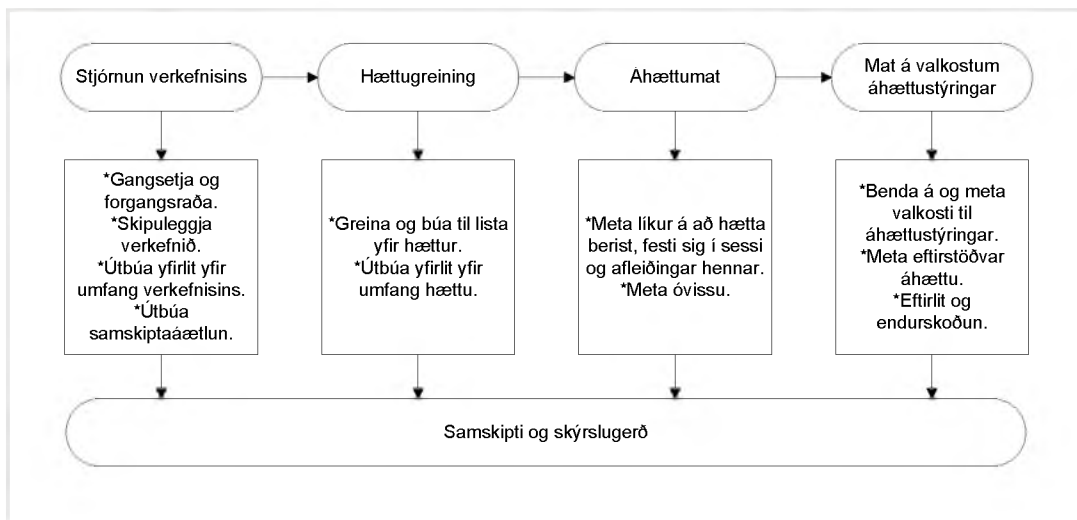 Stjórnun verkefnisins
Hættugreining
Áhættumat
Mat á valkostum
áhættustýringar
*Gangsetja og
forgangsraða.
*Skipuleggja
verkefnið.
*Útbúa yfirlit yfir
umfang verkefnisins.
*Útbúa
samskiptaáætlun.
*Greina og búa til lista
yfir hættur.
*Útbúa yfirlit yfir
umfang hættu.
*Meta líkur á að hætta
berist, festi sig í sessi
og afleiðingar hennar.
*Meta óvissu.
*Benda á og meta
valkosti til
áhættustýringar.
*Meta eftirstöðvar
áhættu.
*Eftirlit og
endurskoðun.
Samskipti og skýrslugerð